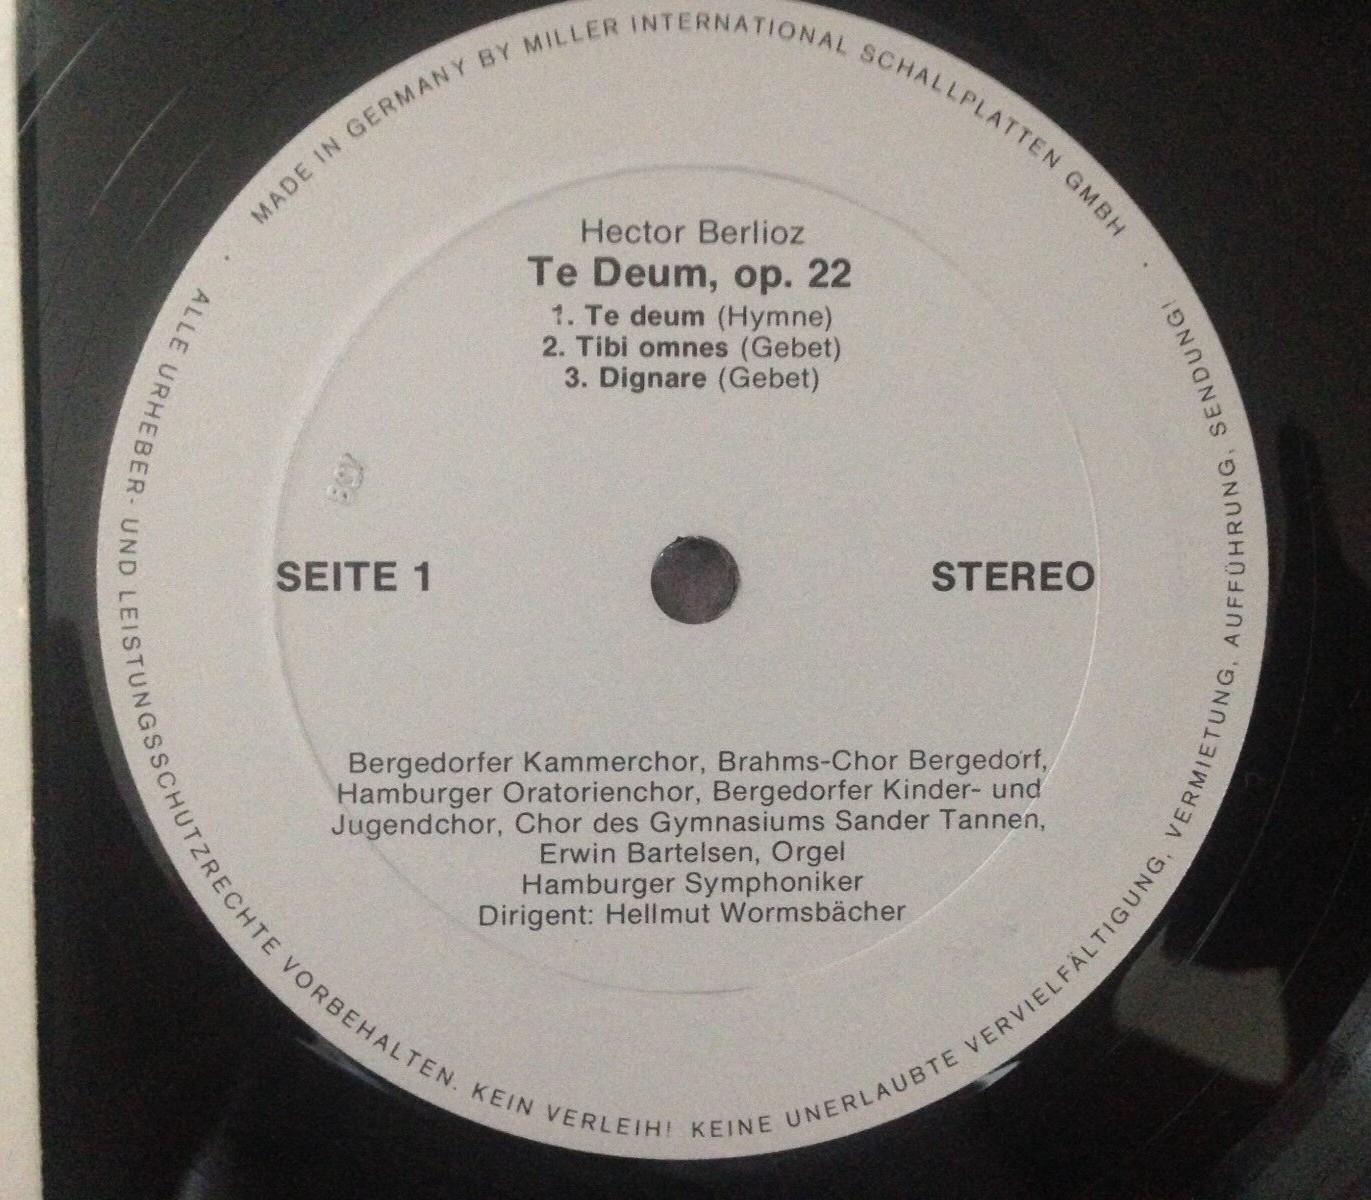 MADE IN GERMANY BY MILLER INTERNATIONAL SCHALLPLATTEN GMBH
Hector Berlioz
Te Deum, op. 22
1. Te deum (Hymne)
2. Tibi omnes (Gebet)
3. Dignare (Gebet)
SEITE 1
STEREO
Bergedorfer Kammerchor, Brahms-Chor Bergedorf,
Hamburger Oratorienchor, Bergedorfer Kinder- und
Jugendchor, Chor des Gymnasiums Sander Tannen,
Erwin Bartelsen, Orgel
Hamburger Symphoniker
Dirigent: Hellmut Wormsbächer
ALLE URHEBER- UND LEISTUNGSSCHUTZRECHTE VORBEHALTEN. KEIN VERLEIH! KEINE UNERLAUBTE VERVIELFÄLTIGUNG, VERMIETUNG, AUFFÜHRUNG, SENDUNG!